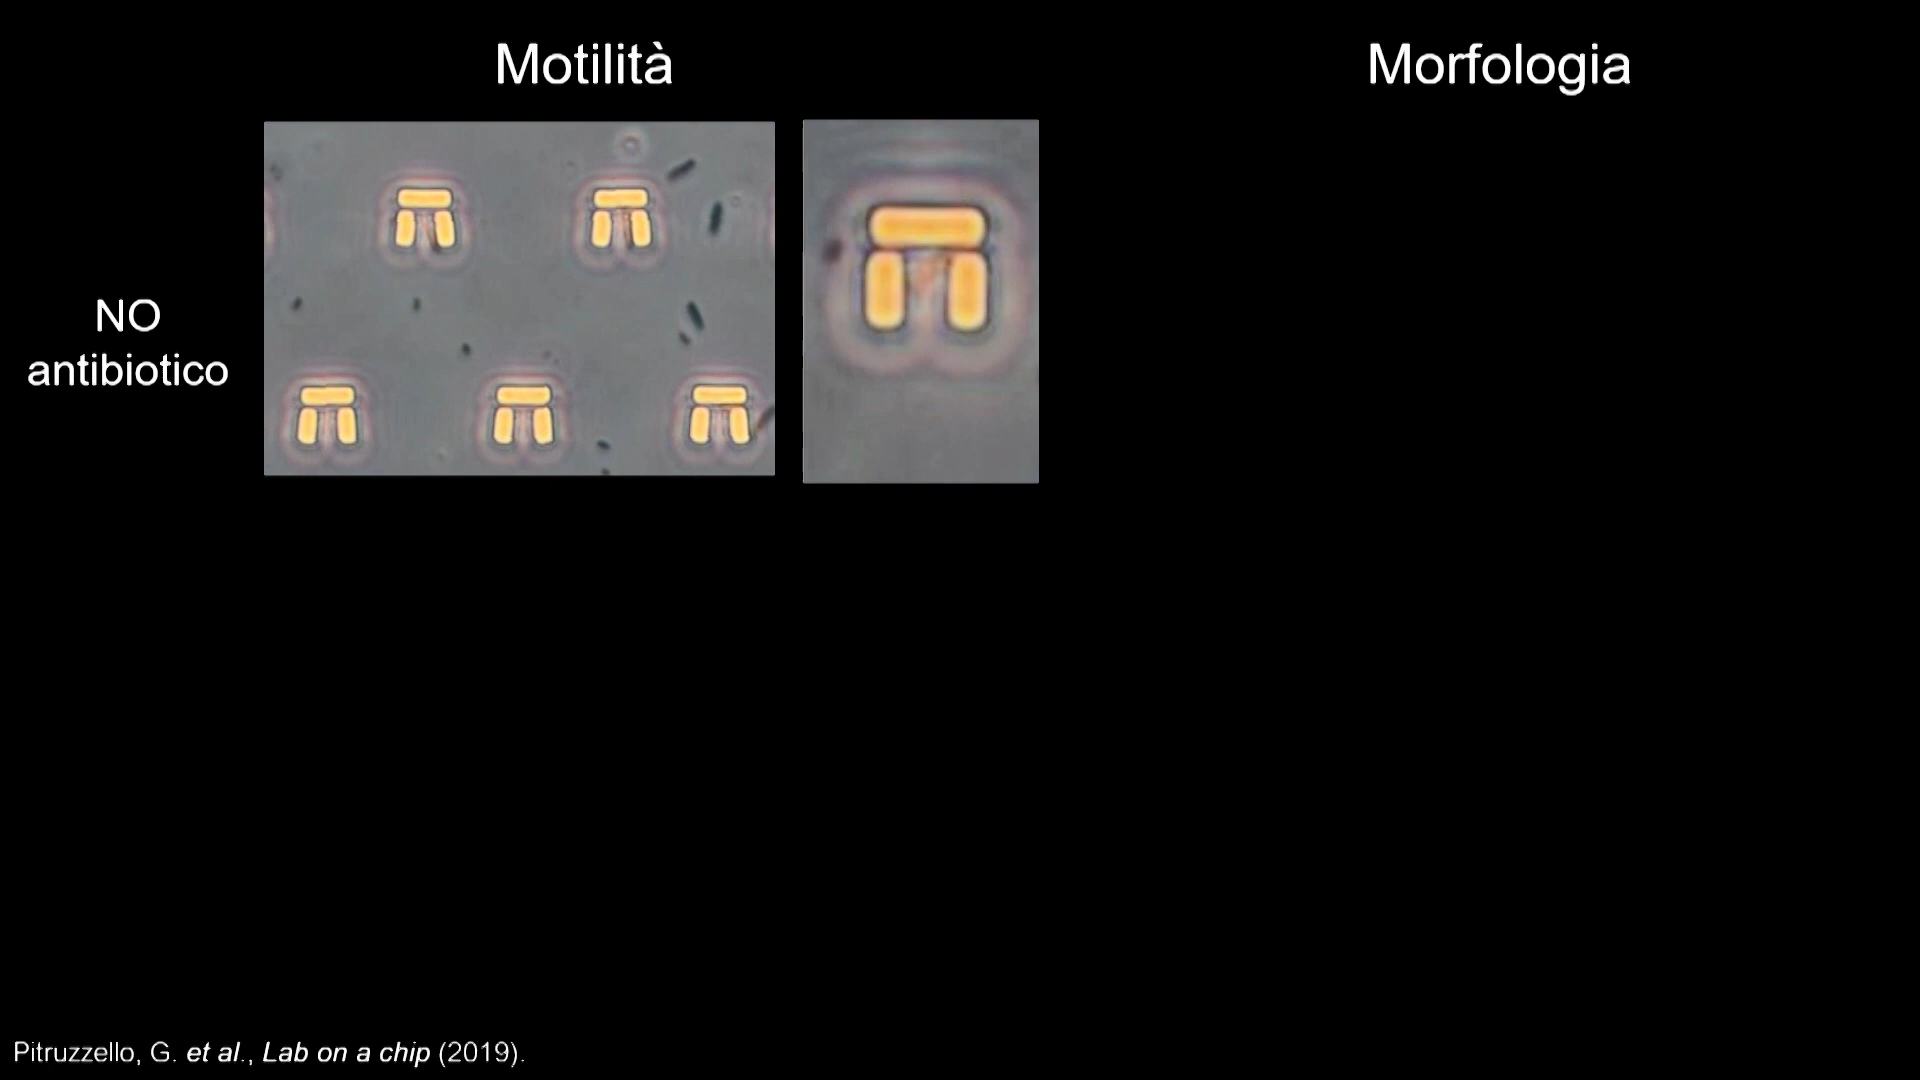 Motilità
Morfologia
NO
antibiotico
Pitruzzello, G. et al., Lab on a chip (2019).